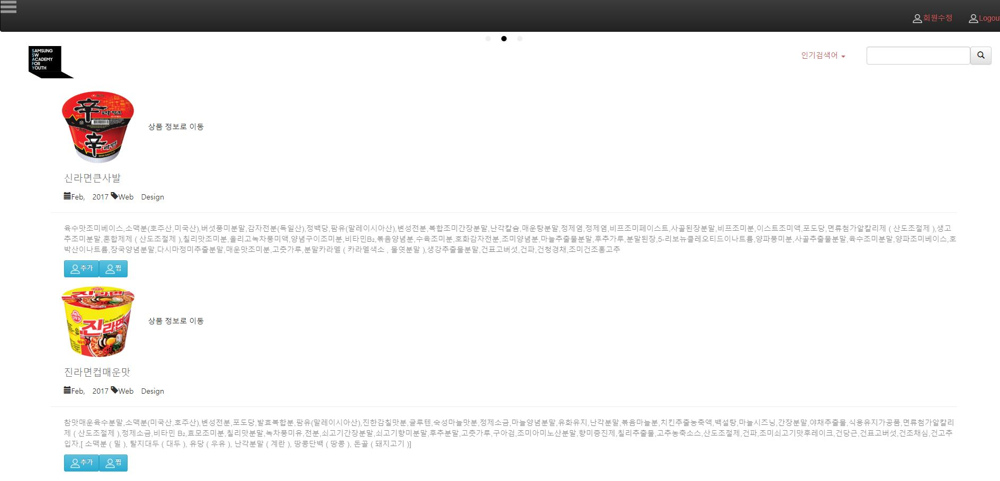 회원수정
Logou
SAMSUNG
SW
ACADEMY
FOR
YOUTH
인기검색어
辛라면
辛라면
상품 정보로 이동
신라면큰사발
Feb, 2017 Web Design
육수맛조미베이스,소맥분(호주산,미국산),버섯풍미분말,감자전분(독일산),정백당,팜유(말레이시아산),변성전분,복합조미간장분말,난각칼슘,매운탕분말,정제염,정제염,비프조미페이스트,사골된장분말,비프조미분,이스트조미액,포도당,면류첨가알칼리제 ( 산도조절제 ),생고
추조미분말,혼합제제 ( 산도조절제 ),칠리맛조미분,올리고녹차풍미액,양념구이조미분,비타민B₂,볶음양념분,수육조미분,호화감자전분,조미양념분,마늘추출물분말,후추가루,분말된장,5-리보뉴클레오티드이나트륨,양파풍미분,사골추출물분말,육수조미분말,양파조미베이스,호
박산이나트륨,장국양념분말,다시마정미추출분말,매운맛조미분,고춧가루,분말카라멜 ( 카라멜색소 , 물엿분말 ),생강추출물분말,건표고버섯,건파,건청경채,조미건조홍고추
추가 찜
진라면
상품 정보로 이동
진라면컵매운맛
Feb, 2017 Web Design
참맛매운육수분말,소맥분(미국산,호주산),변성전분,포도당,발효복합분,팜유(말레이시아산),진한감칠맛분,글루텐,숙성마늘맛분,정제소금,마늘양념분말,유화유지,난각분말,볶음마늘분,치킨추출농축액,백설탕,마늘시즈닝,간장분말,야채추출물,식용유지가공품,면류첨가알칼리
제 ( 산도조절제 ),정제소금,비타민 B₂,효모조미분,칠리맛분말,녹차풍미유,전분,쇠고기간장분말,쇠고기향미분말,후추분말,고춧가루,구아검,조미아미노산분말,향미증진제,칠리추출물,고추농축소스,산도조절제,건파,조미쇠고기맛후레이크,건당근,건표고버섯,건조채심,건고추
입자,[ 소맥분 ( 밀 ), 탈지대두 ( 대두 ), 유당 ( 우유 ), 난각분말 ( 계란 ), 땅콩단백 ( 땅콩 ), 돈골 ( 돼지고기 )]
추가 찜